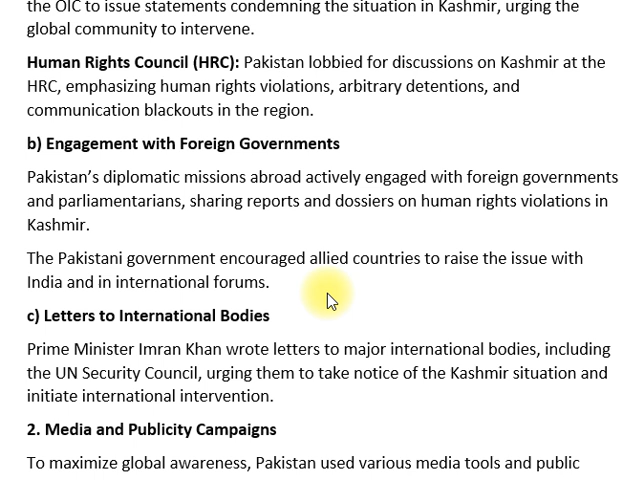 the OIC to issue statements condemning the situation in Kashmir, urging the
global community to intervene.
Human Rights Council (HRC): Pakistan lobbied for discussions on Kashmir at the
HRC, emphasizing human rights violations, arbitrary detentions, and
communication blackouts in the region.
b) Engagement with Foreign Governments
Pakistan’s diplomatic missions abroad actively engaged with foreign governments
and parliamentarians, sharing reports and dossiers on human rights violations in
Kashmir.
The Pakistani government encouraged allied countries to raise the issue with
India and in international forums.
c) Letters to International Bodies
Prime Minister Imran Khan wrote letters to major international bodies, including
the UN Security Council, urging them to take notice of the Kashmir situation and
initiate international intervention.
2. Media and Publicity Campaigns
To maximize global awareness, Pakistan used various media tools and public